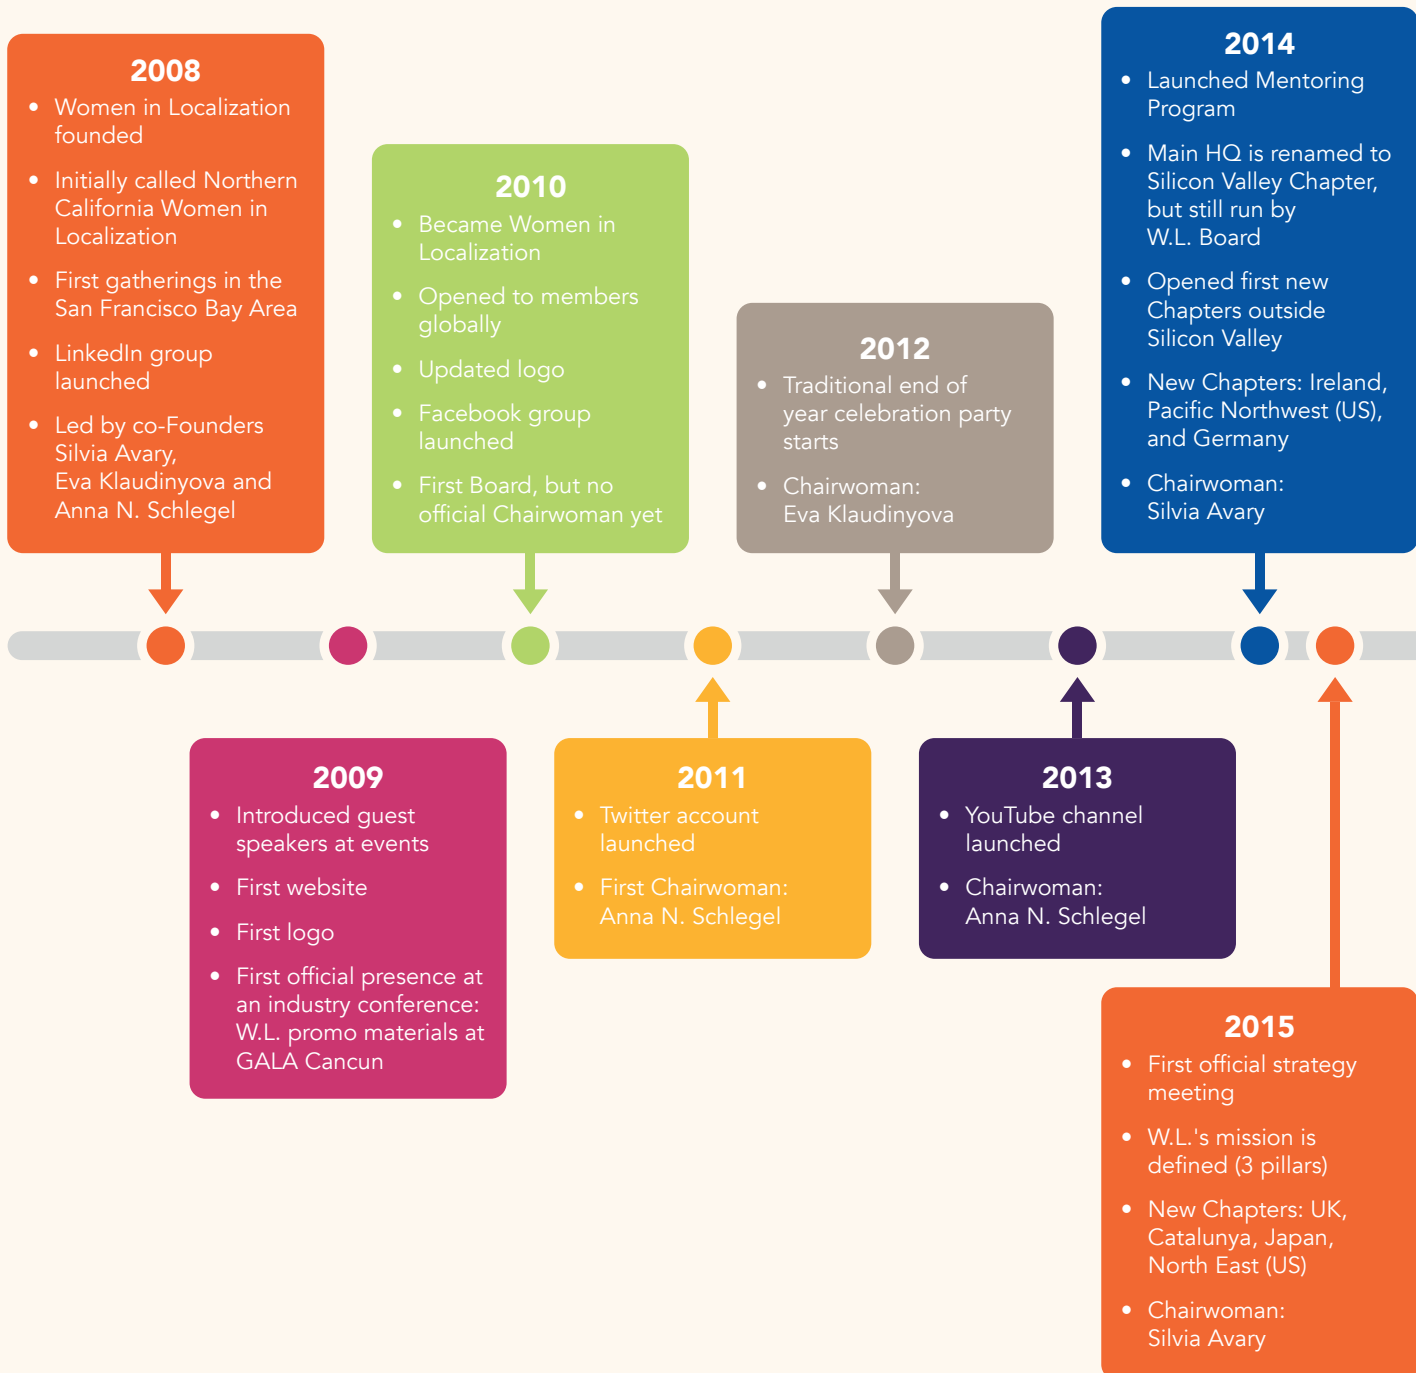 2008
• Women in Localization
founded
• Initially called Northern
California Women in
Localization
• First gatherings in the
San Francisco Bay Area
• LinkedIn group
launched
• Led by co-Founders
Silvia Avary,
Eva Klaudinyova and
Anna N. Schlegel
2009
• Introduced guest
speakers at events
• First website
• First logo
• First official presence at
an industry conference:
W.L. promo materials at
GALA Cancun
2010
• Became Women in
Localization
• Opened to members
globally
• Updated logo
• Facebook group
launched
• First Board, but no
official Chairwoman yet
2011
• Twitter account
launched
• First Chairwoman:
Anna N. Schlegel
2012
• Traditional end of
year celebration party
starts
• Chairwoman:
Eva Klaudinyova
2013
• YouTube channel
launched
• Chairwoman:
Anna N. Schlegel
2014
• Launched Mentoring
Program
• Main HQ is renamed to
Silicon Valley Chapter,
but still run by
W.L. Board
• Opened first new
Chapters outside
Silicon Valley
• New Chapters: Ireland,
Pacific Northwest (US),
and Germany
• Chairwoman:
Silvia Avary
2015
• First official strategy
meeting
• W.L.'s mission is
defined (3 pillars)
• New Chapters: UK,
Catalunya, Japan,
North East (US)
• Chairwoman:
Silvia Avary